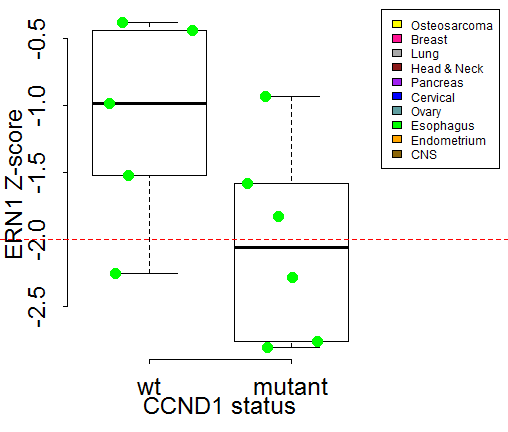 Osteosarcoma
Breast
Lung
Head & Neck
Pancreas
Cervical
Ovary
Esophagus
Endometrium
CNS
ERN1 Z-score
-0.5
-1.0
-1.5
-2.0
-2.5
wt mutant
CCND1 status